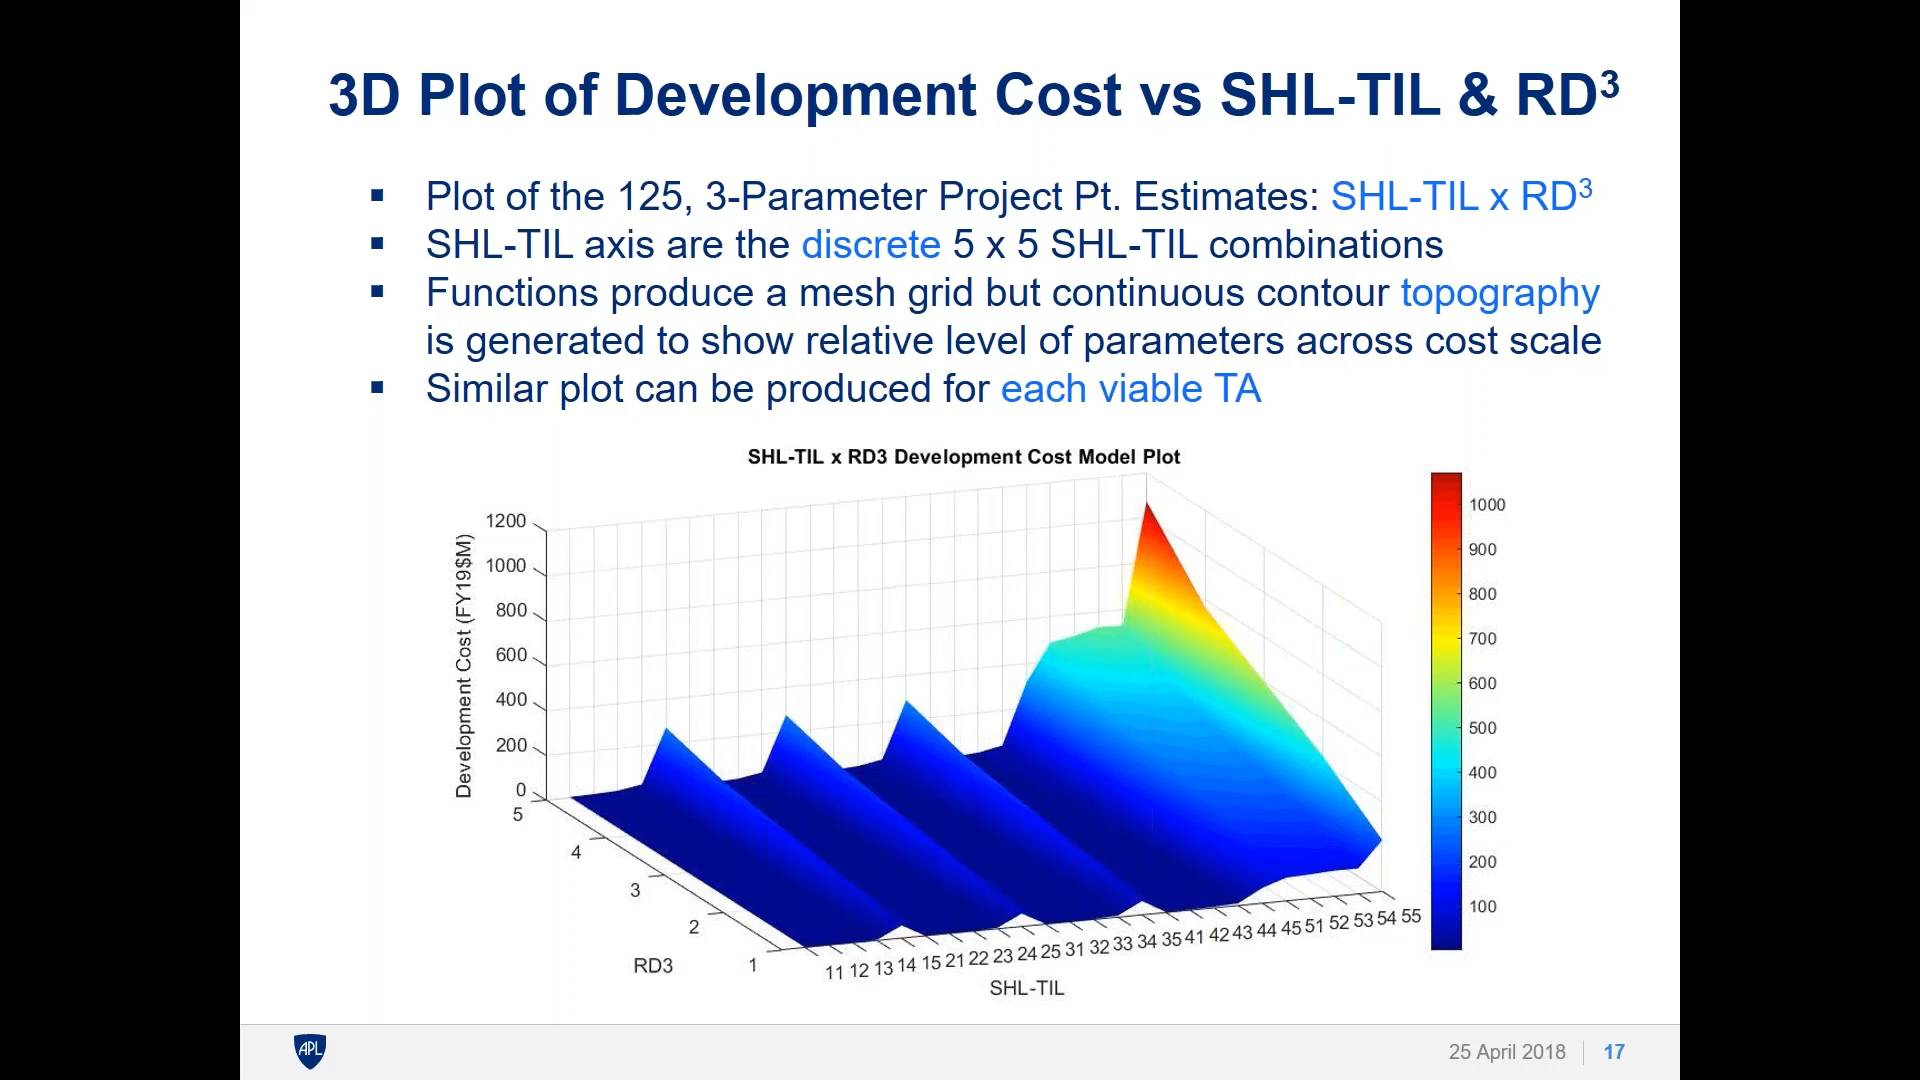 3D Plot of Development Cost vs SHL-TIL & RD³
▪ Plot of the 125, 3-Parameter Project Pt. Estimates: SHL-TIL x RD³
▪ SHL-TIL axis are the discrete 5 x 5 SHL-TIL combinations
▪ Functions produce a mesh grid but continuous contour topography
is generated to show relative level of parameters across cost scale
▪ Similar plot can be produced for each viable TA
SHL-TIL x RD3 Development Cost Model Plot
Development Cost (FY19$M)
1200
1000
800
600
400
200
0
5
4
3
2
1
RD3
11 12 13 14 15 21 22 23 24 25 31 32 33 34 35 41 42 43 44 45 51 52 53 54 55
SHL-TIL
1000
900
800
700
600
500
400
300
200
100
APL
25 April 2018
17